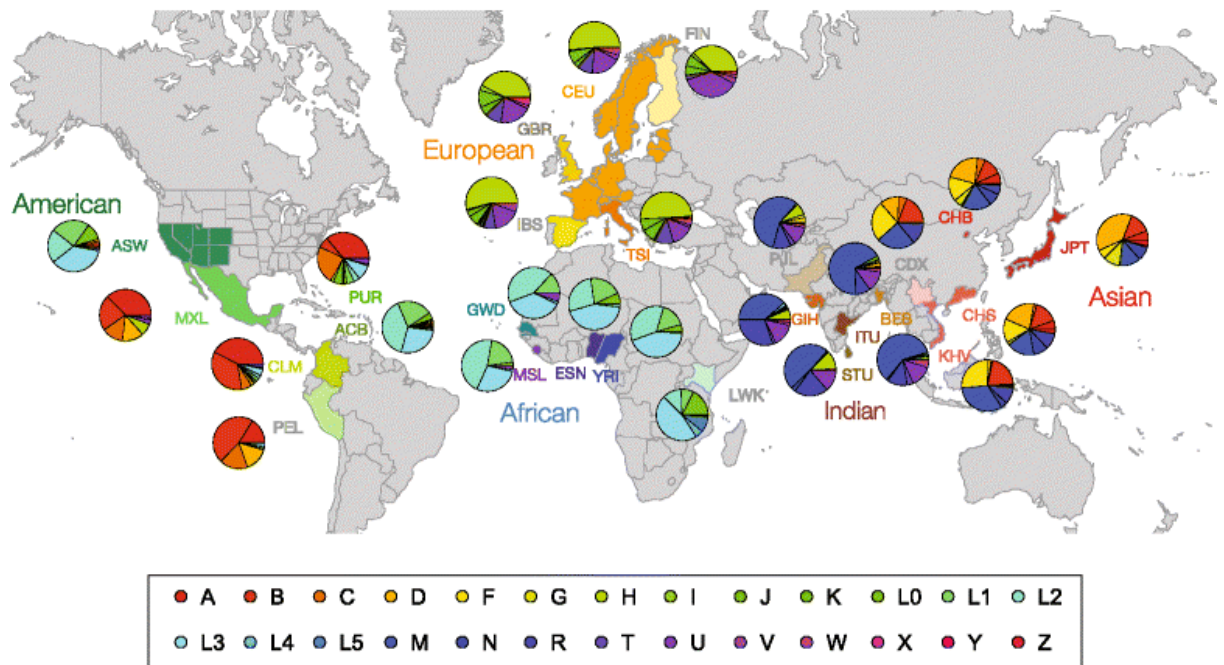 FIN
CEU
GBR
European
American
ASW
IBS
TSI
CHB
JPT
PJL
CDX
Asian
MXL
PUR
ACB
GWD
GIH
BEB
CHS
ITU
CLM
MSL
ESN
YRI
STU
KHV
LWK
African
Indian
PEL
A B C D F G H I J K L0 L1 L2
L3 L4 L5 M N R T U V W X Y Z